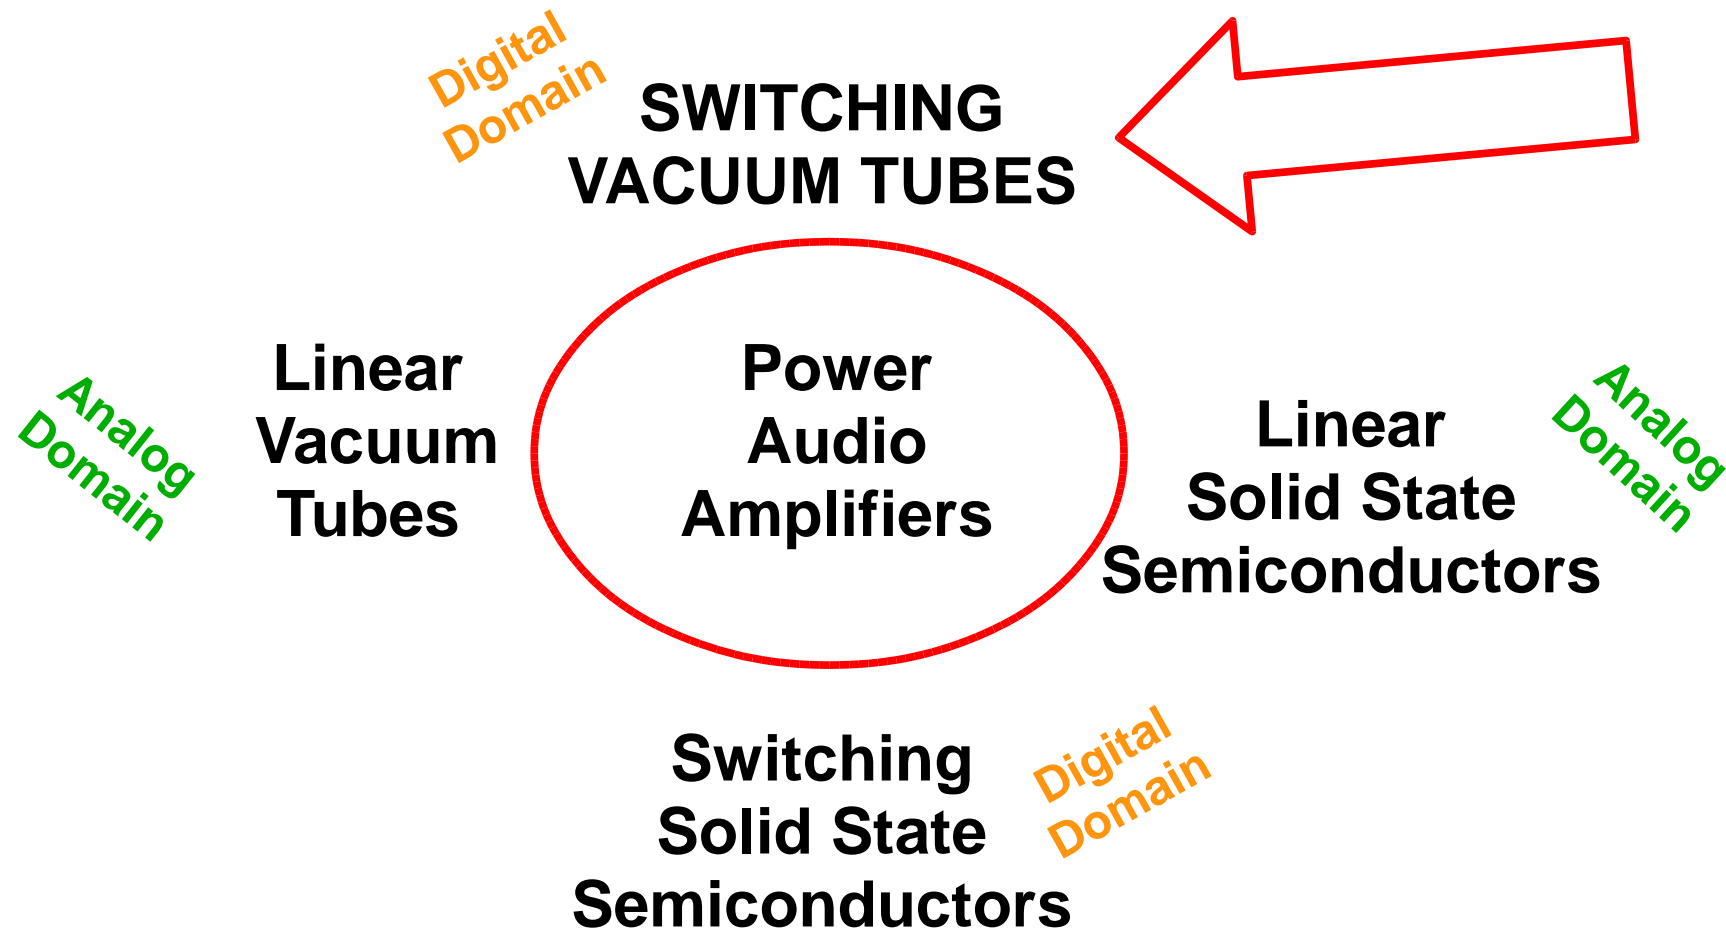 Digital
Domain
SWITCHING
VACUUM TUBES
Analog
Domain
Linear
Vacuum
Tubes
Power
Audio
Amplifiers
Linear
Solid State
Semiconductors
Analog
Domain
Switching
Solid State
Semiconductors
Digital
Domain